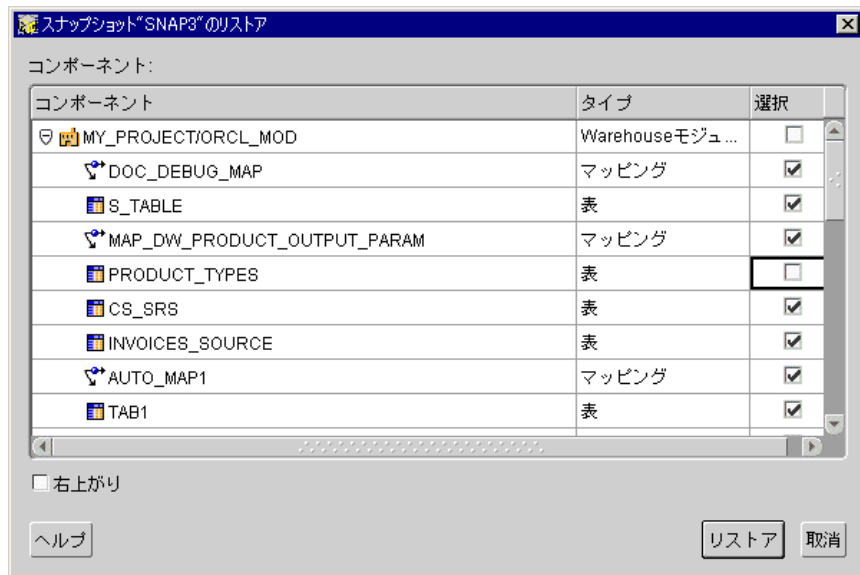 スナップショット"SNAP3"のリストア
コンポーネント:
コンポーネント タイプ 選択
MY_PROJECT/ORCL_MOD Warehouseモジュ...
DOC_DEBUG_MAP マッピング
S_TABLE 表
MAP_DW_PRODUCT_OUTPUT_PARAM マッピング
PRODUCT_TYPES 表
CS_SRS 表
INVOICES_SOURCE 表
AUTO_MAP1 マッピング
TAB1 表
右上がり
ヘルプ リストア 取消